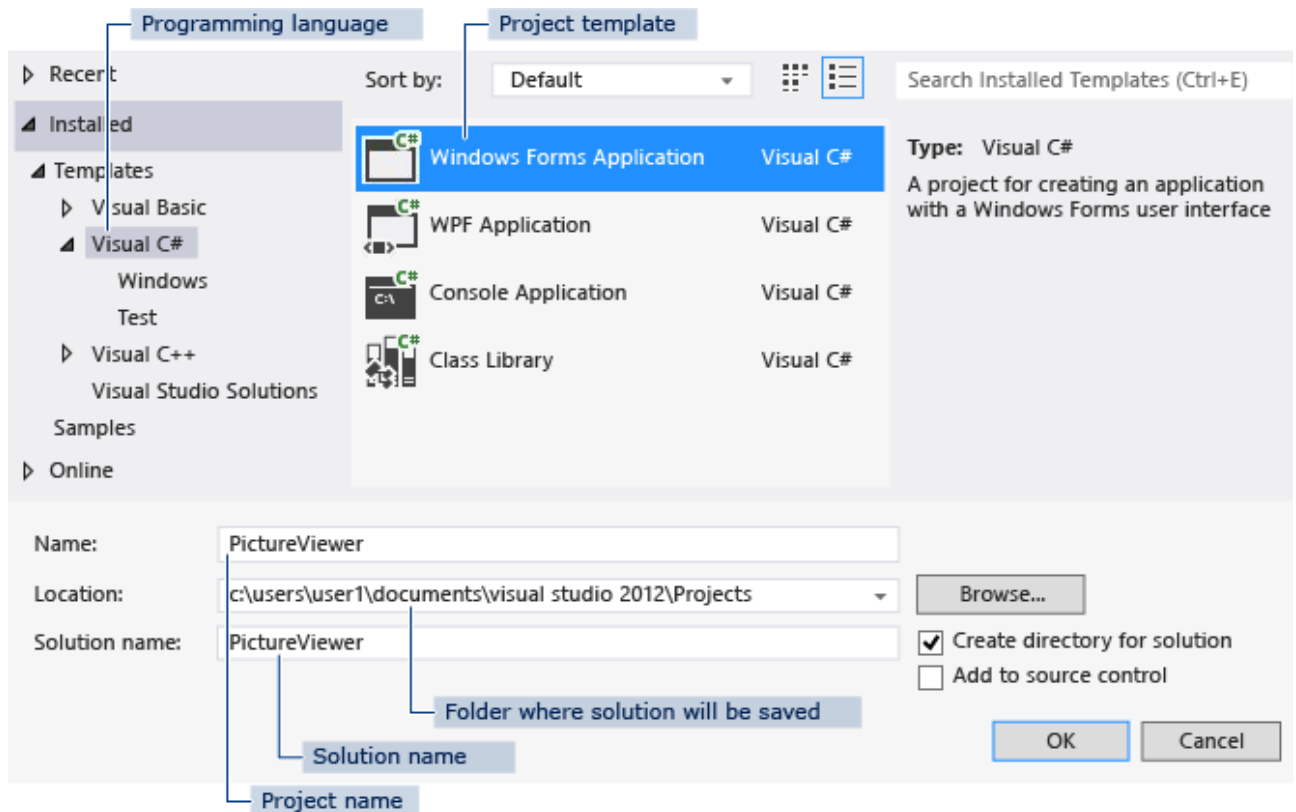 Programming language
Project template
Recent
Sort by:
Default
Search Installed Templates (Ctrl+E)
Installed
Templates
Visual Basic
Visual C#
Windows
Test
Visual C++
Visual Studio Solutions
Samples
Online
C#
Windows Forms Application
Visual C#
C#
WPF Application
Visual C#
C#
C:\
Console Application
Visual C#
C#
Class Library
Visual C#
Type: Visual C#
A project for creating an application
with a Windows Forms user interface
Name:
PictureViewer
Location:
c:\users\user1\documents\visual studio 2012\Projects
Browse...
Solution name:
PictureViewer
Create directory for solution
Add to source control
Folder where solution will be saved
OK
Cancel
Solution name
Project name